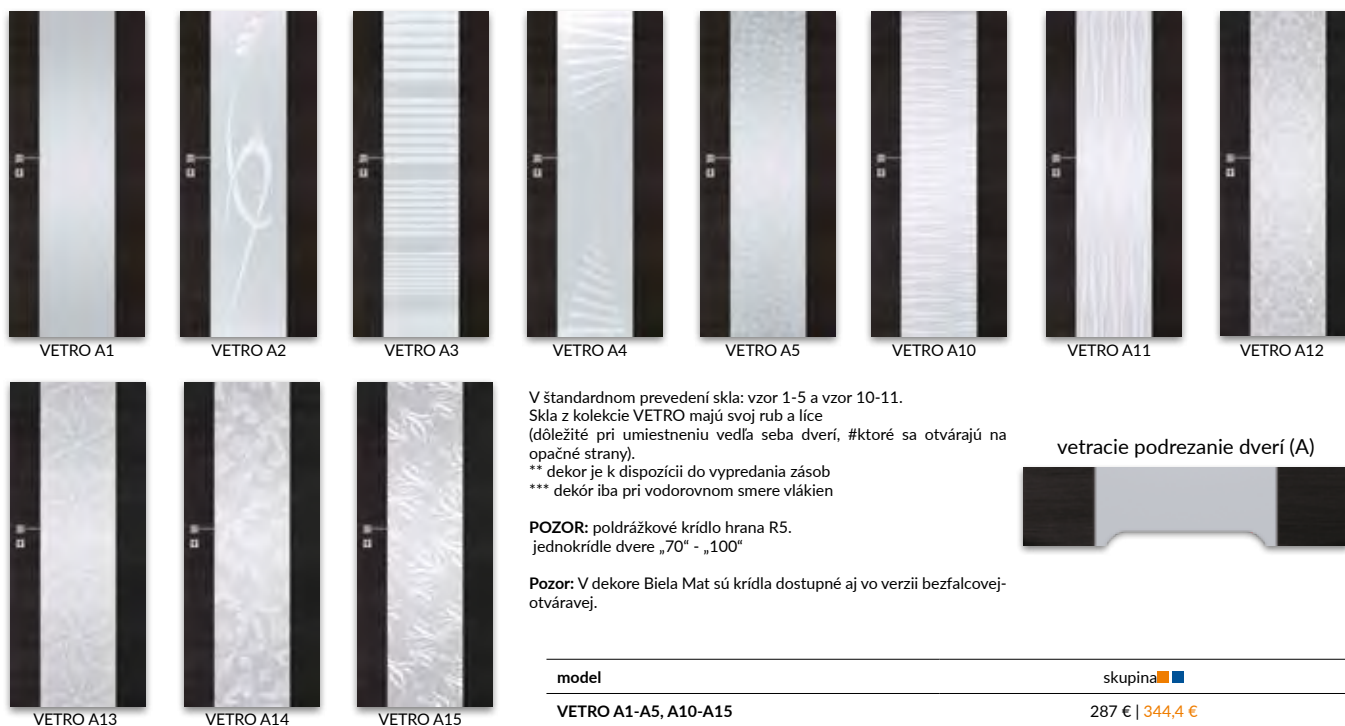 VETRO A1
VETRO A2
VETRO A3
VETRO A4
VETRO A5
VETRO A10
VETRO A11
VETRO A12
VETRO A13
VETRO A14
VETRO A15
V štandardnom prevedení skla: vzor 1-5 a vzor 10-11.
Skla z kolekcie VETRO majú svoj rub a líce
(dôležité pri umiestneniu vedľa seba dverí, #ktoré sa otvárajú na
opačné strany).
** dekor je k dispozícii do vypredania zásob
*** dekór iba pri vodorovnom smere vlákien
POZOR: poldrážkové krídlo hrana R5.
jednokrídle dvere „70“ - „100“
Pozor: V dekore Biela Mat sú krídla dostupné aj vo verzii bezfalcovej-
otváravej.
vetracie podrezanie dverí (A)
model skupina
VETRO A1-A5, A10-A15 287 € | 344,4 €